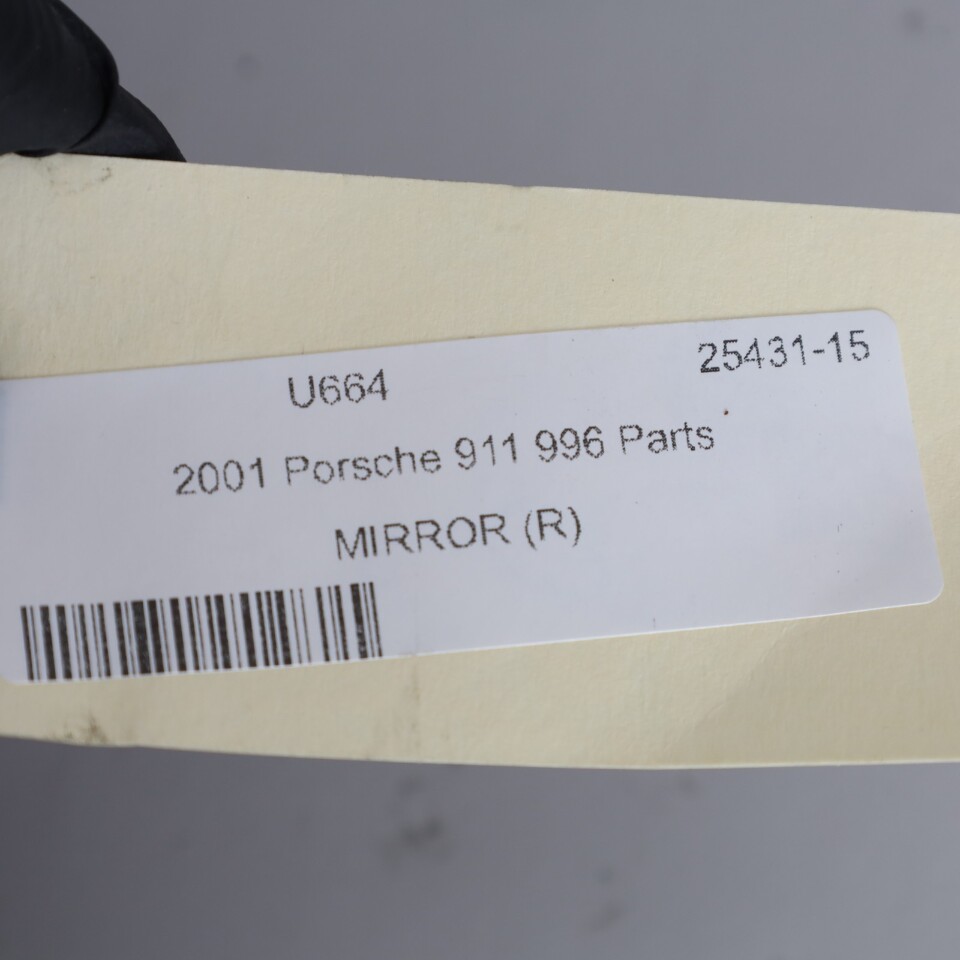 U664 25431-15
2001 Porsche 911 996 Parts
MIRROR (R)